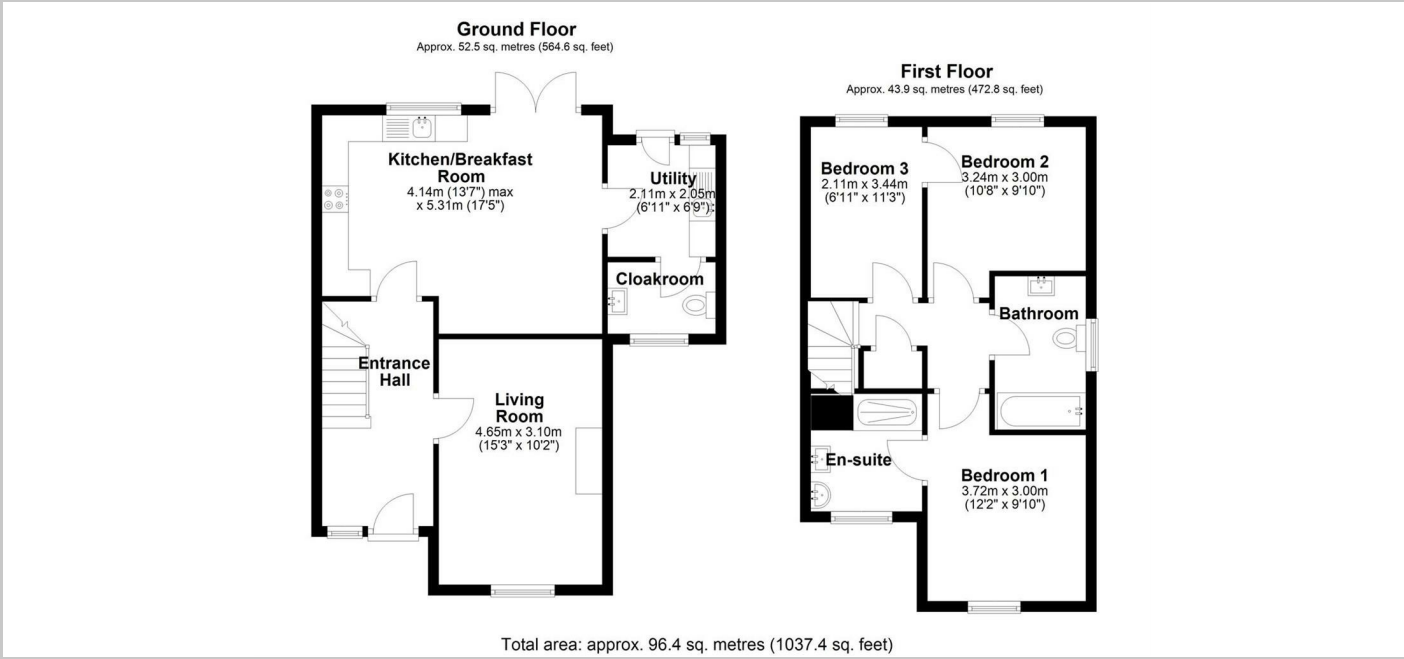 Ground Floor
Approx. 52.5 sq. metres (564.6 sq. feet)
Kitchen/Breakfast
Room
4.14m (13'7") max
x 5.31m (17'5")
Utility
2.11m x 2.05m
(6'11" x 6'9")
Cloakroom
Entrance
Hall
Living
Room
4.65m x 3.10m
(15'3" x 10'2")
First Floor
Approx. 43.9 sq. metres (472.8 sq. feet)
Bedroom 3
2.11m x 3.44m
(6'11" x 11'3")
Bedroom 2
3.24m x 3.00m
(10'8" x 9'10")
Bathroom
En-suite
Bedroom 1
3.72m x 3.00m
(12'2" x 9'10")
Total area: approx. 96.4 sq. metres (1037.4 sq. feet)